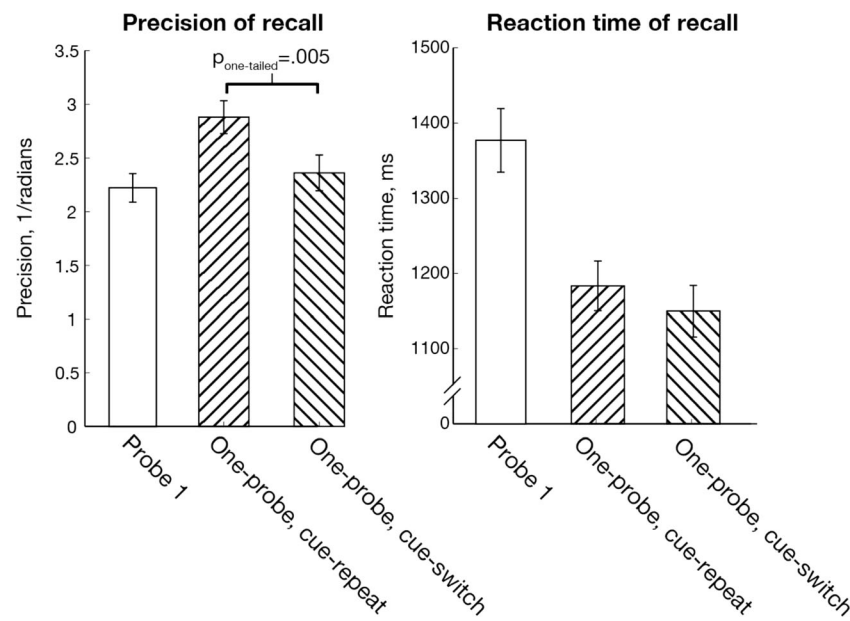 Precision of recall
Reaction time of recall
p one-tailed=.005
Precision, 1/radians
3.5
3
2.5
2
1.5
1
0.5
0
Probe 1
One-probe, cue-repeat
One-probe, cue-switch
Reaction time, ms
1500
1400
1300
1200
1100
0
Probe 1
One-probe, cue-repeat
One-probe, cue-switch